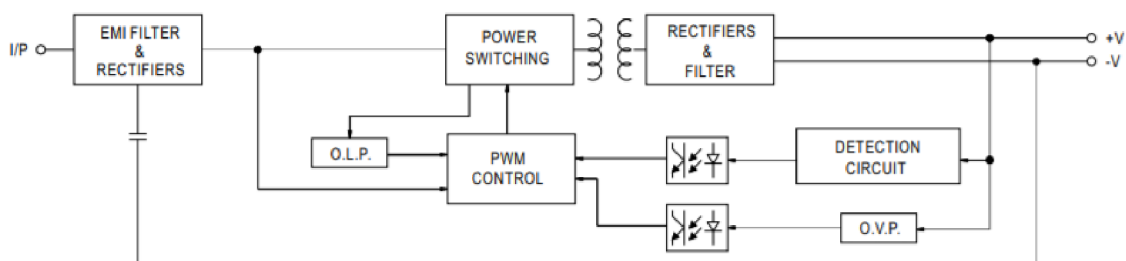 I/P
EMI FILTER
&
RECTIFIERS
POWER
SWITCHING
RECTIFIERS
&
FILTER
+V
-V
O.L.P.
PWM
CONTROL
DETECTION
CIRCUIT
O.V.P.